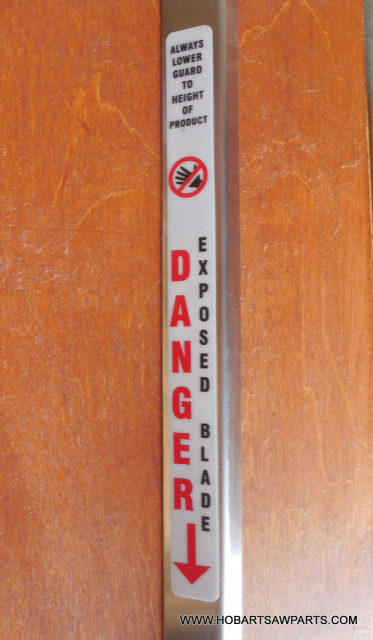 ALWAYS
LOWER
GUARD
TO
HEIGHT
OF
PRODUCT
DANGER
EXPOSED BLADE
WWW.HOBARTSAWPARTS.COM